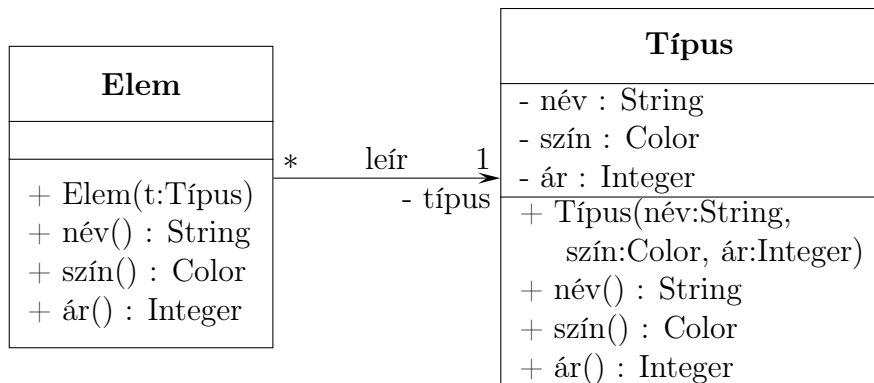 Elem
+ Elem(t:Típus)
+ név() : String
+ szín() : Color
+ ár() : Integer
* leír 1
- típus
Típus
- név : String
- szín : Color
- ár : Integer
+ Típus(név:String,
szín:Color, ár:Integer)
+ név() : String
+ szín() : Color
+ ár() : Integer